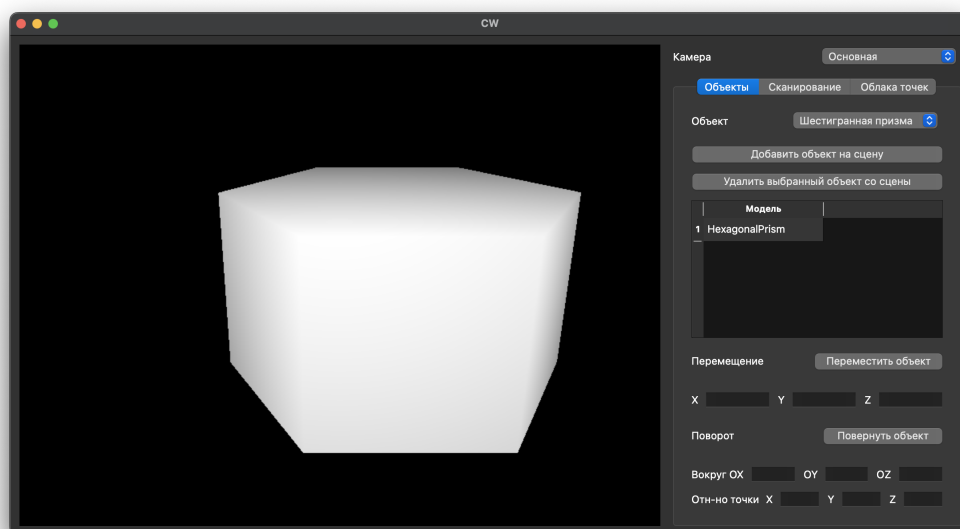 CW
Камера Основная
Объекты Сканирование Облака точек
Объект Шестигранная призма
Добавить объект на сцену
Удалить выбранный объект со сцены
Модель
1 HexagonalPrism
Перемещение Переместить объект
X Y Z
Поворот Повернуть объект
Вокруг OX OY OZ
Отн-но точки X Y Z